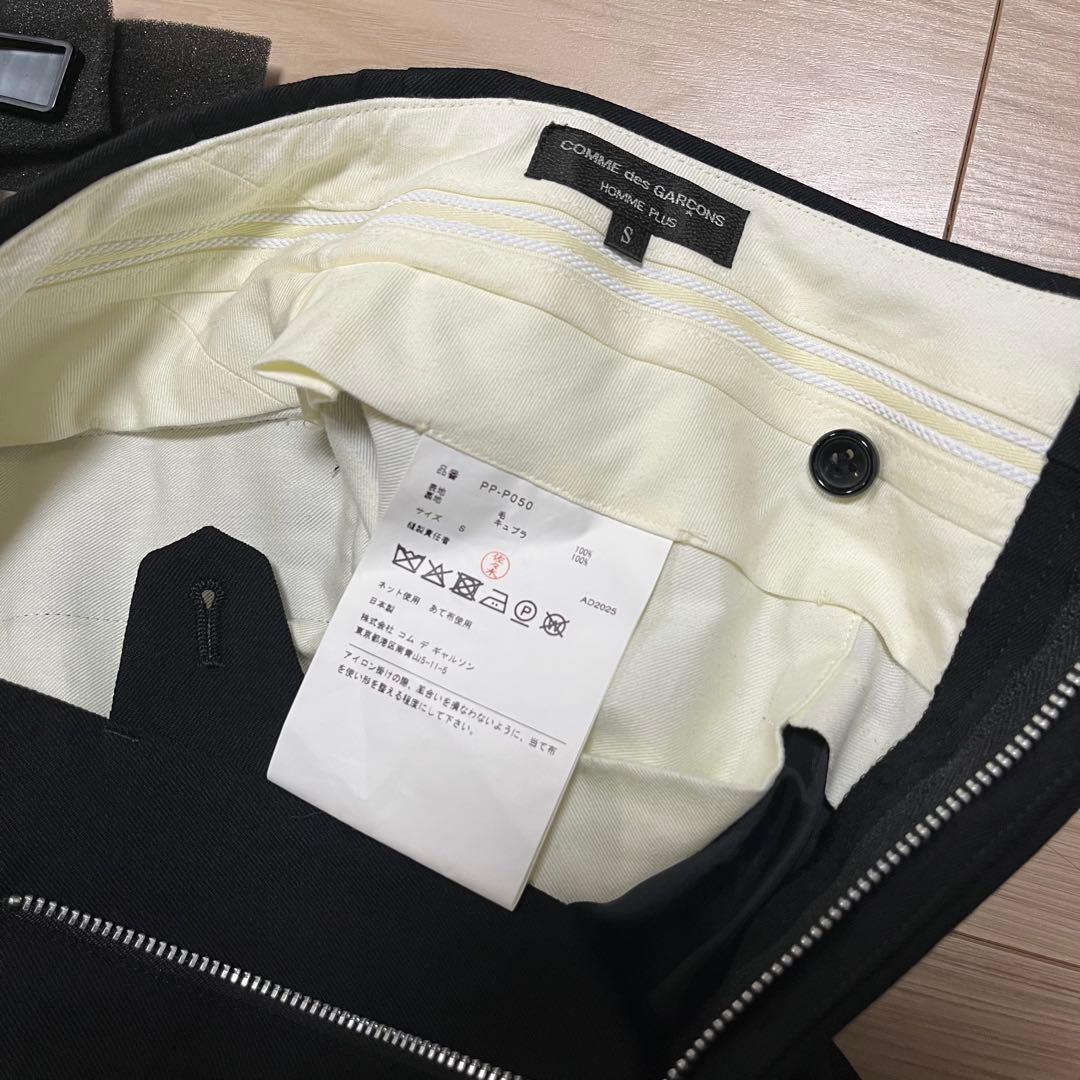 COMME des GARÇONS
HOMME PLUS
S
品番 PP-P050
表地 毛 100%
裏地 キュプラ 100%
サイズ S
縫製責任者 佐々木
P
AD2025
ネット使用 あて布使用
日本製
株式会社 コム デ ギャルソン
東京都港区南青山5-11-5
アイロン掛けの際、風合いを損なわないように、当て布
を使い形を整える程度にして下さい。